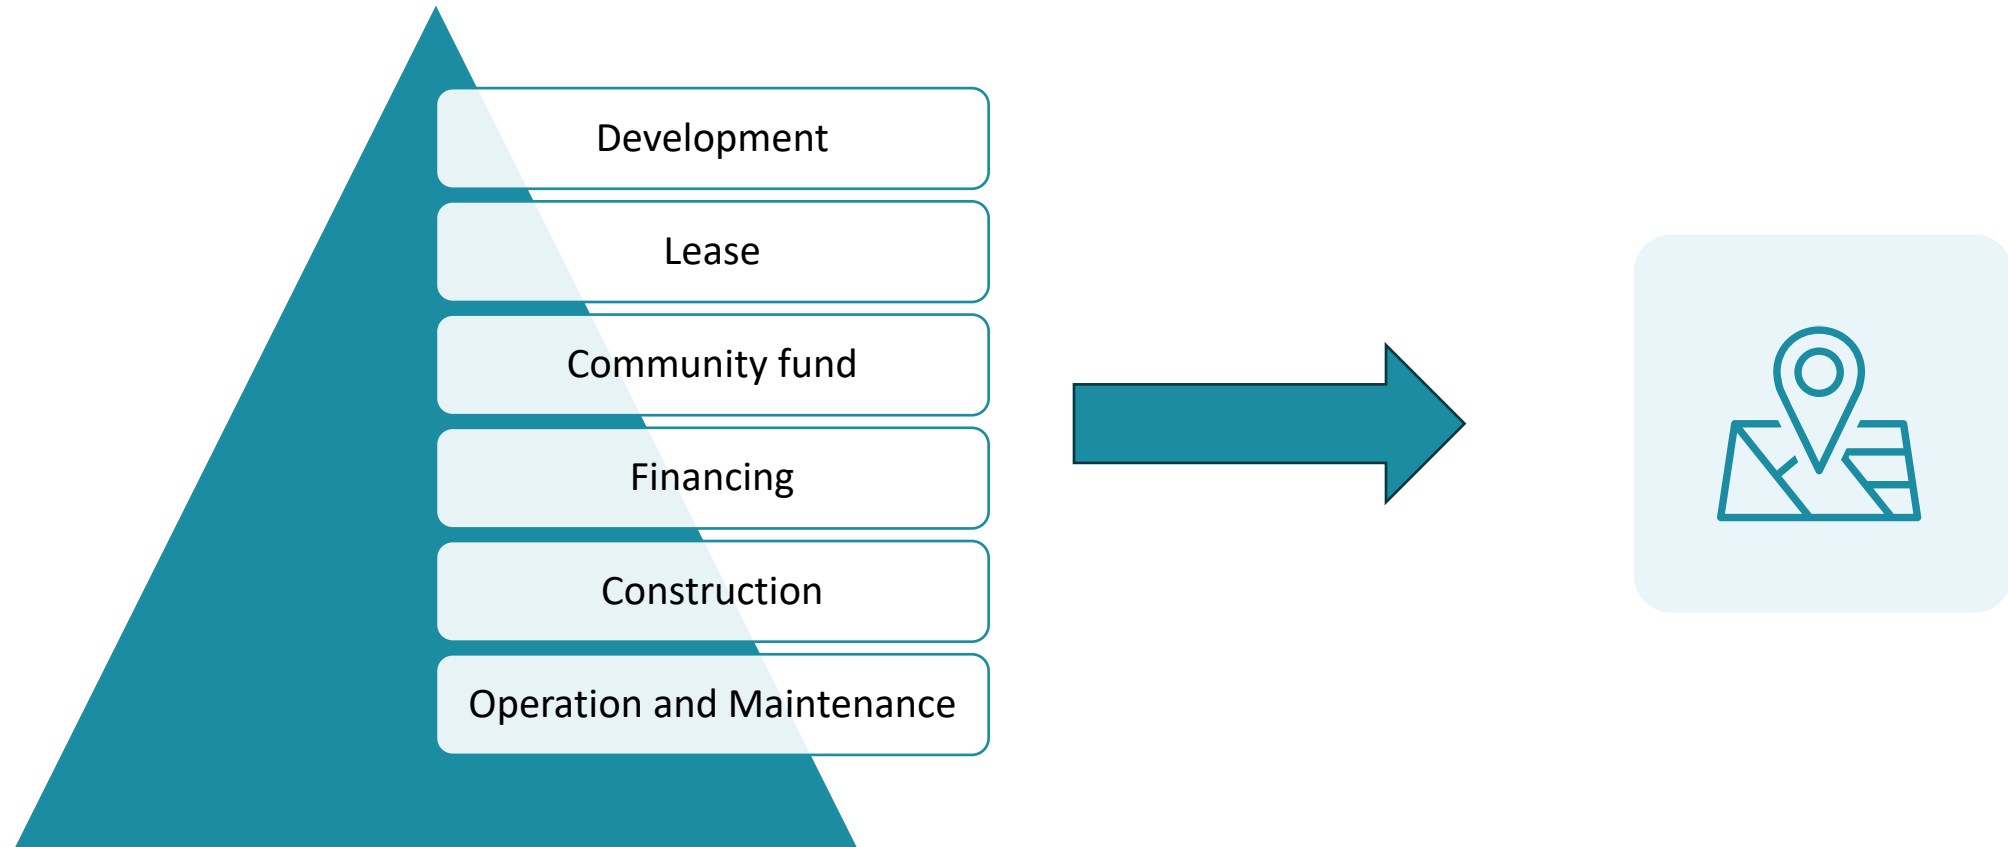 Development
Lease
Community fund
Financing
Construction
Operation and Maintenance